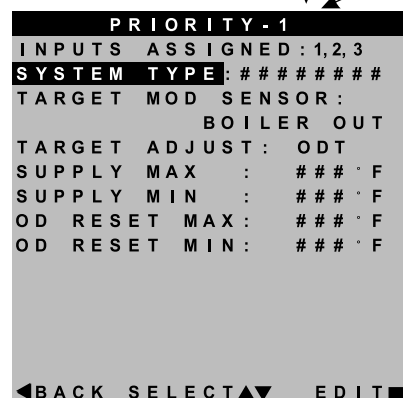 PRIORITY-1
INPUTS ASSIGNED:1,2,3
SYSTEM TYPE:########
TARGET MOD SENSOR:
BOILER OUT
TARGET ADJUST: ODT
SUPPLY MAX : ###°F
SUPPLY MIN : ###°F
OD RESET MAX: ###°F
OD RESET MIN: ###°F
◀BACK SELECT▲▼ EDIT■